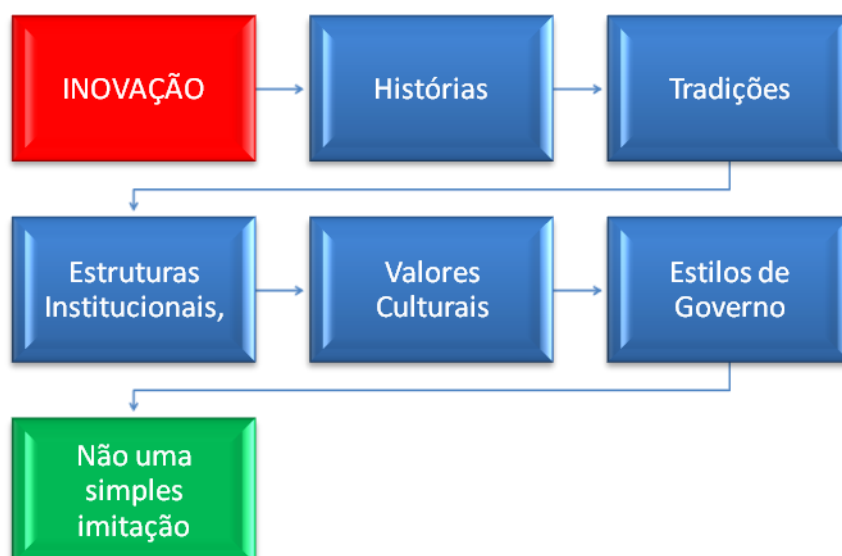 INOVAÇÃO
Histórias
Tradições
Estruturas
Institucionais,
Valores
Culturais
Estilos de
Governo
Não uma
simples
imitação